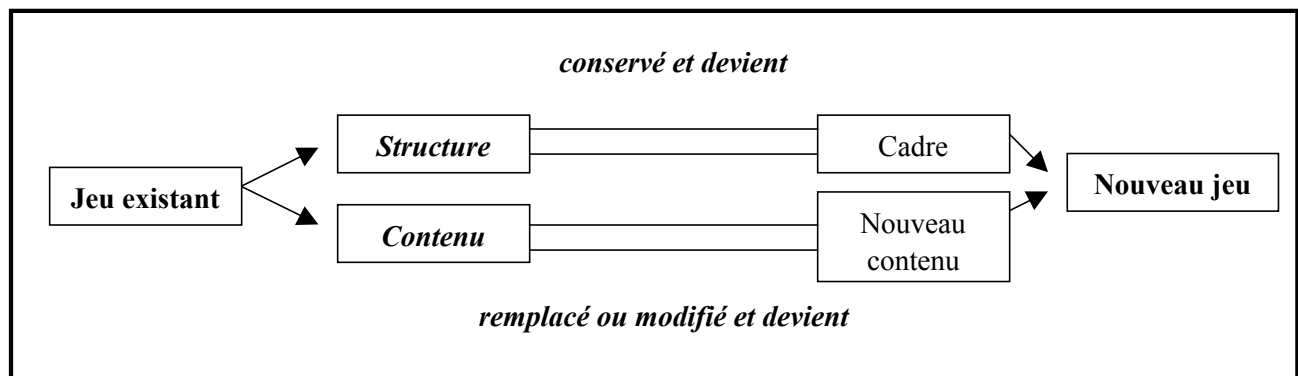 conservé et devient
Structure
Cadre
Jeu existant
Nouveau jeu
Contenu
Nouveau
contenu
remplacé ou modifié et devient